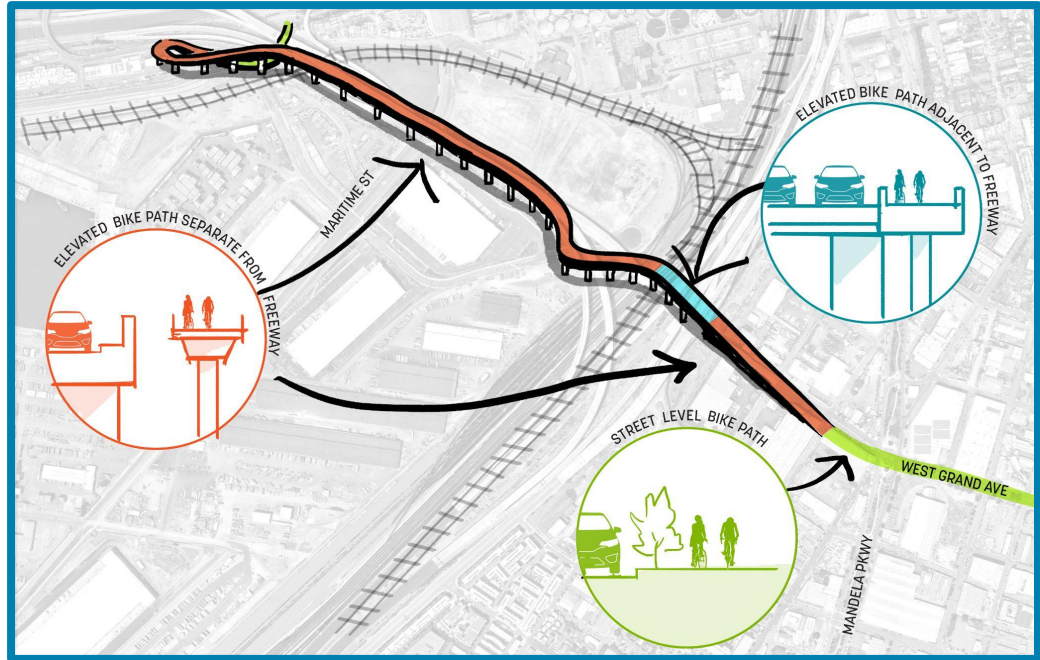 ELEVATED BIKE PATH SEPARATE FROM FREEWAY
MARITIME ST
ELEVATED BIKE PATH ADJACENT TO FREEWAY
STREET LEVEL BIKE PATH
WEST GRAND AVE
MANDELA PKWY